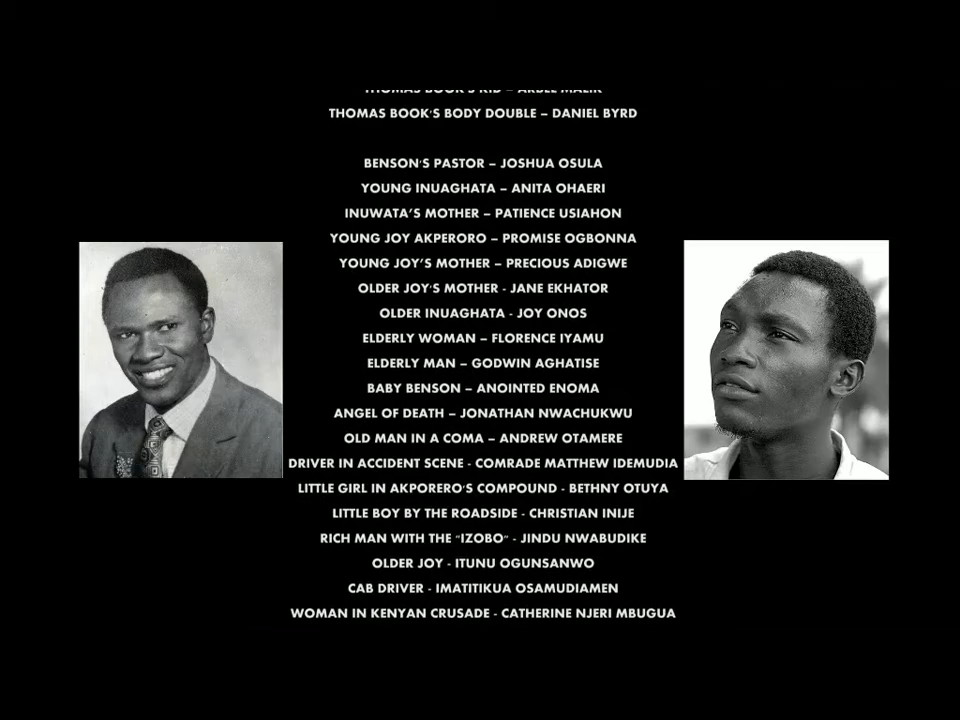 THOMAS BOOK'S KID – ARBEE MALIK
THOMAS BOOK'S BODY DOUBLE – DANIEL BYRD
BENSON'S PASTOR – JOSHUA OSULA
YOUNG INUAGHATA – ANITA OHAERI
INUWATA'S MOTHER – PATIENCE USIAHON
YOUNG JOY AKPERORO – PROMISE OGBONNA
YOUNG JOY'S MOTHER – PRECIOUS ADIGWE
OLDER JOY'S MOTHER - JANE EKHATOR
OLDER INUAGHATA - JOY ONOS
ELDERLY WOMAN – FLORENCE IYAMU
ELDERLY MAN – GODWIN AGHATISE
BABY BENSON – ANOINTED ENOMA
ANGEL OF DEATH – JONATHAN NWACHUKWU
OLD MAN IN A COMA – ANDREW OTAMERE
DRIVER IN ACCIDENT SCENE - COMRADE MATTHEW IDEMUDIA
LITTLE GIRL IN AKPORERO'S COMPOUND - BETHNY OTUYA
LITTLE BOY BY THE ROADSIDE - CHRISTIAN INIJE
RICH MAN WITH THE "IZOBO" - JINDU NWABUDIKE
OLDER JOY - ITUNU OGUNSANWO
CAB DRIVER - IMATITIKUA OSAMUDIAMEN
WOMAN IN KENYAN CRUSADE - CATHERINE NJERI MBUGUA